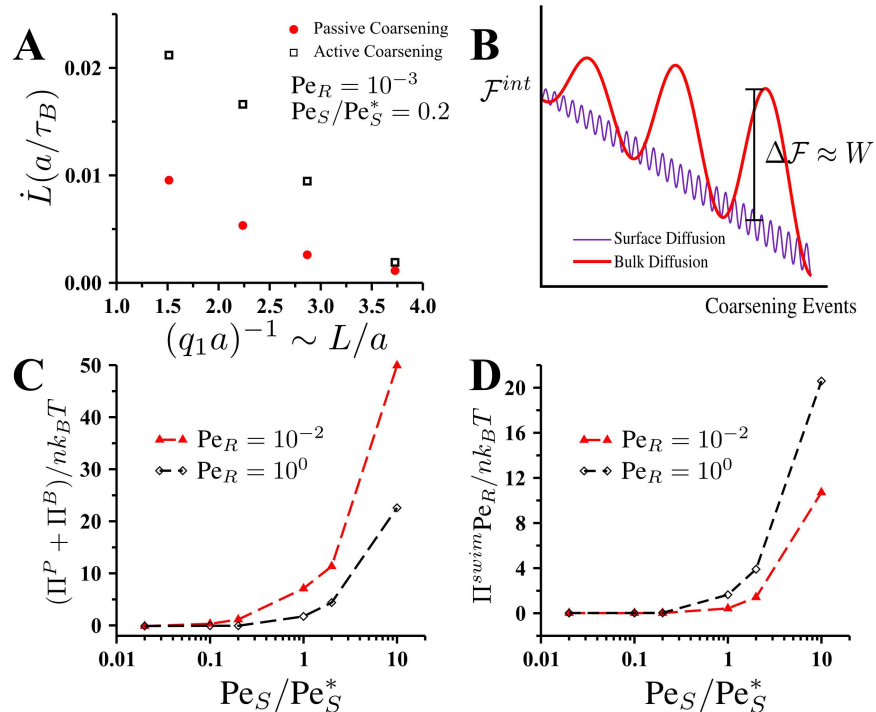 A
Passive Coarsening
Active Coarsening
Pe_R = 10^{-3}
Pe_S/Pe_S^* = 0.2
L̇(a/τ_B)
0.02
0.01
0.00
1.0 1.5 2.0 2.5 3.0 3.5 4.0
(q_1a)^{-1} ∼ L/a
B
ℱ^{int}
Δℱ ≈ W
Surface Diffusion
Bulk Diffusion
Coarsening Events
C
(Π^P + Π^B)/nk_BT
50
40
30
20
10
0
Pe_R = 10^{-2}
Pe_R = 10^0
0.01 0.1 1 10
Pe_S/Pe_S^*
D
Π^{swim}Pe_R/nk_BT
20
16
12
8
4
0
Pe_R = 10^{-2}
Pe_R = 10^0
0.01 0.1 1 10
Pe_S/Pe_S^*